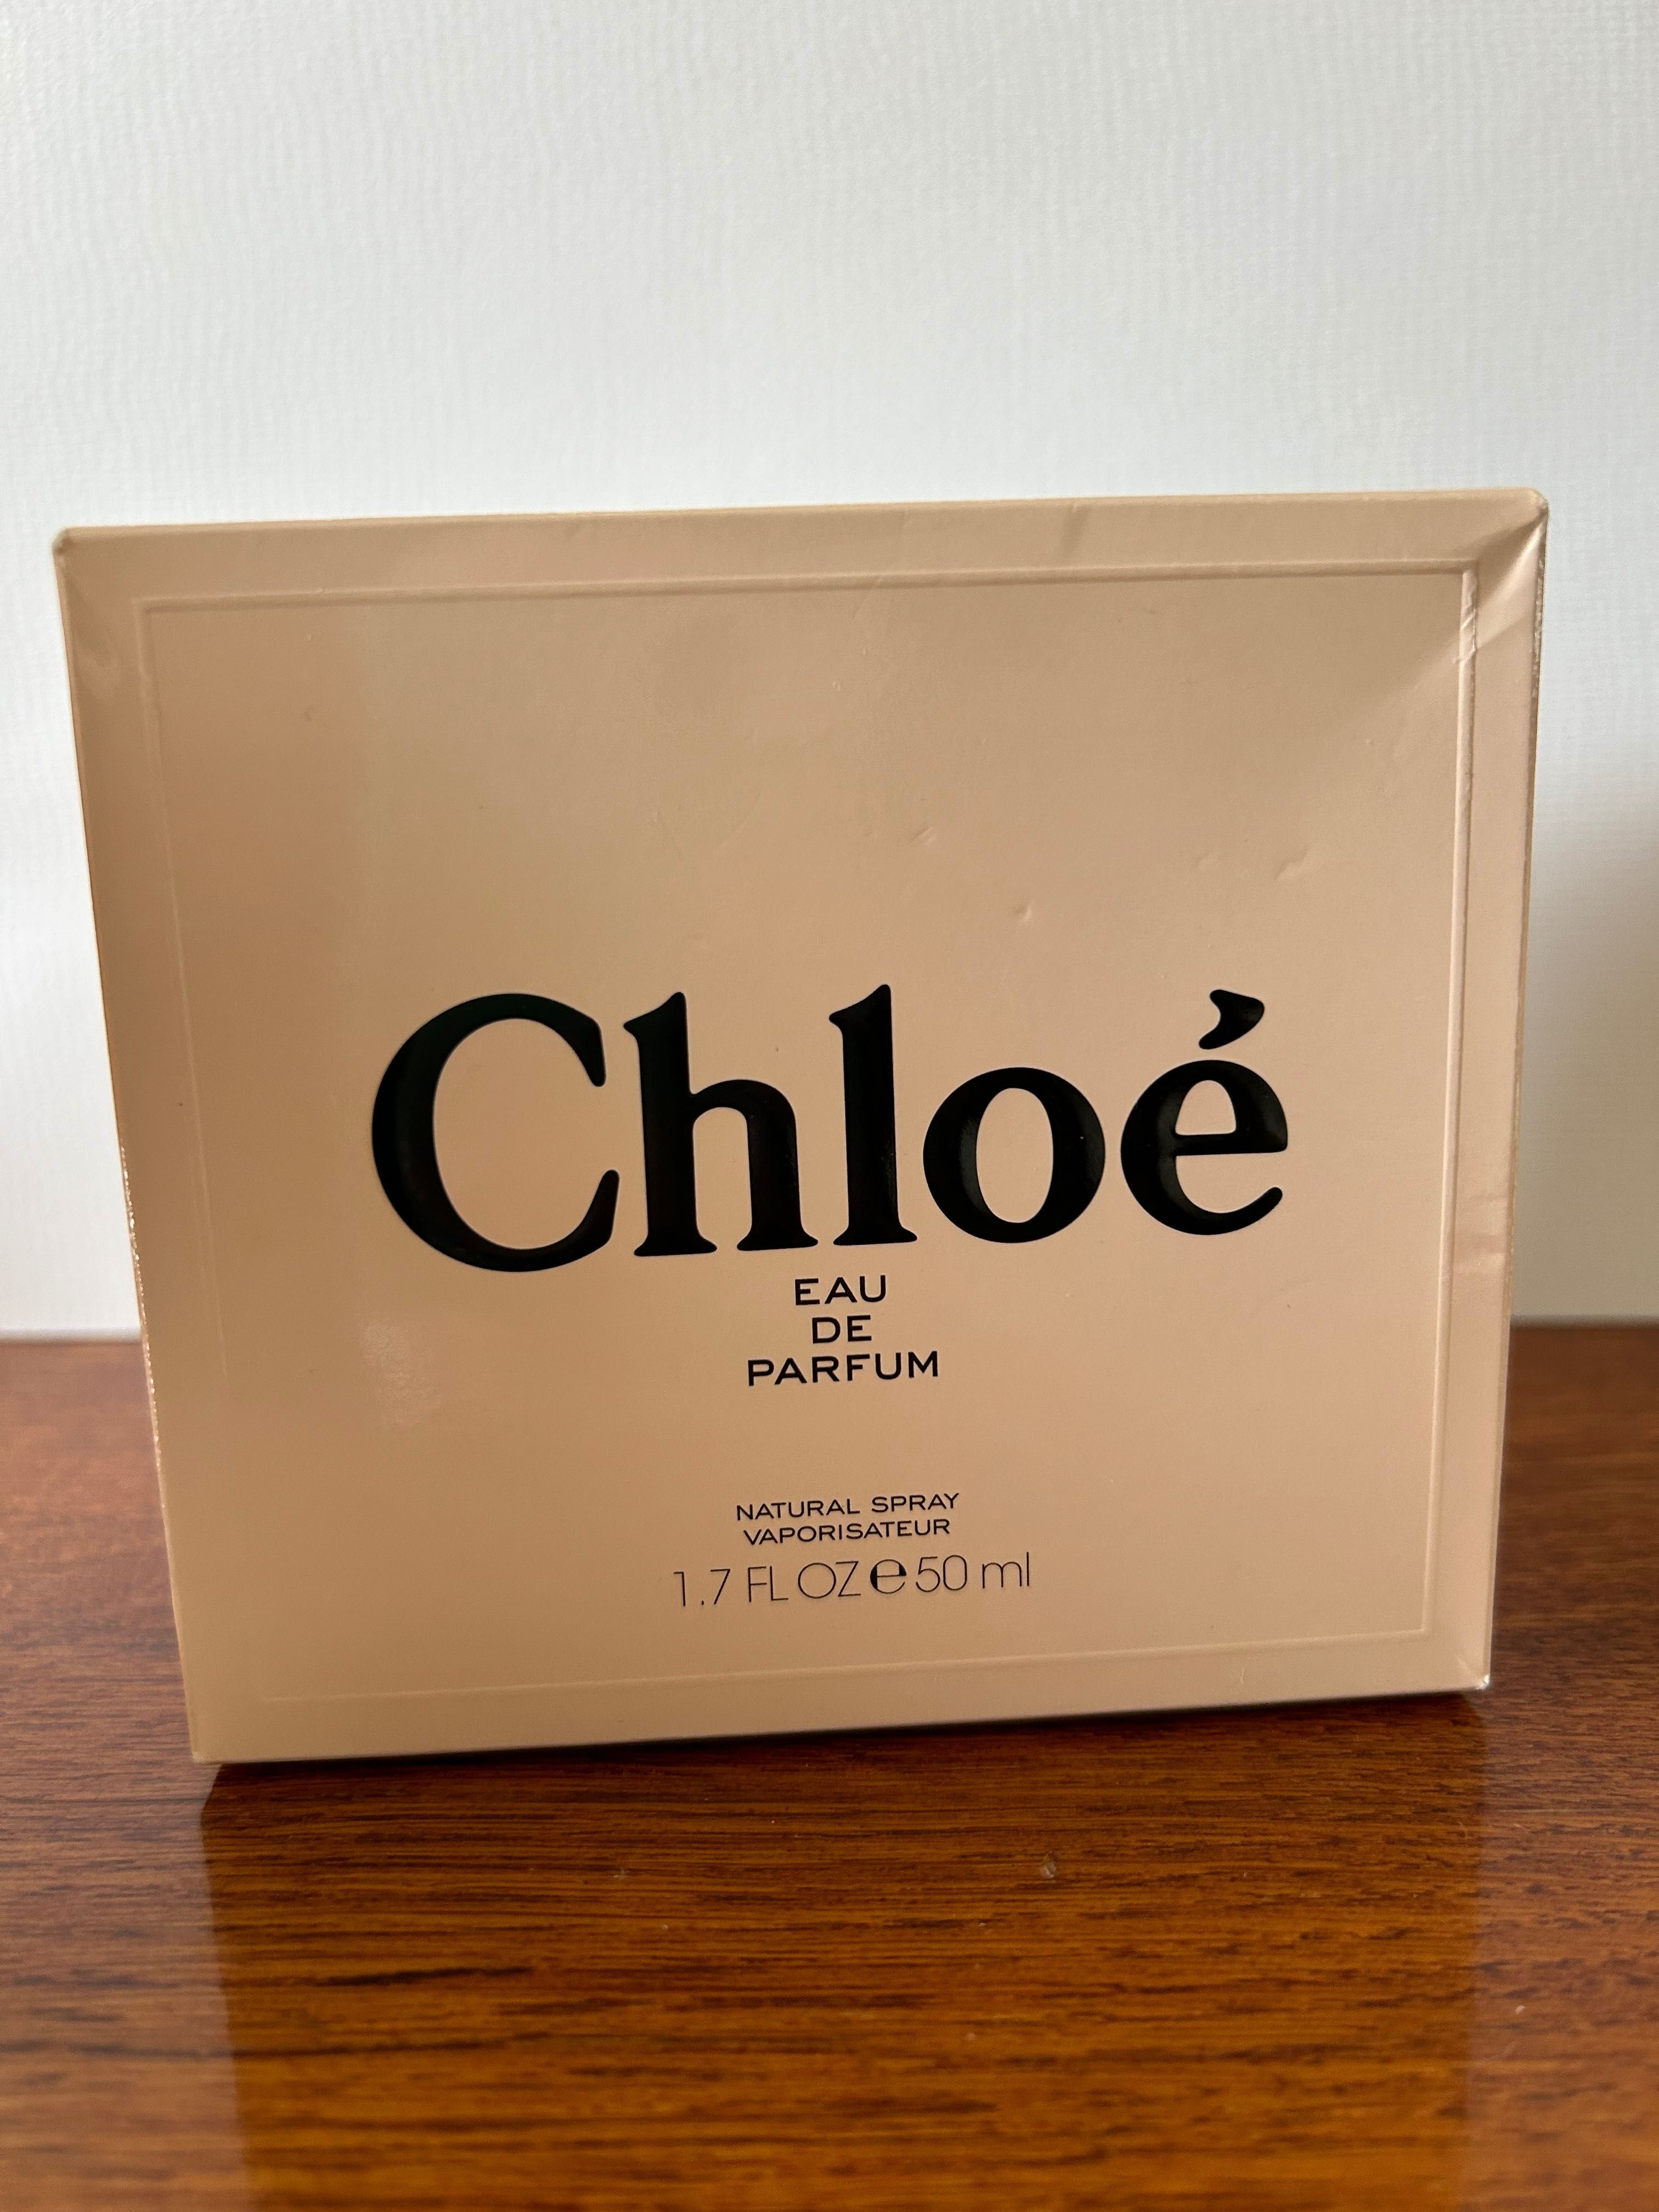 Chloé
EAU
DE
PARFUM
NATURAL SPRAY
VAPORISATEUR
1.7 FL OZ ℮ 50 ml